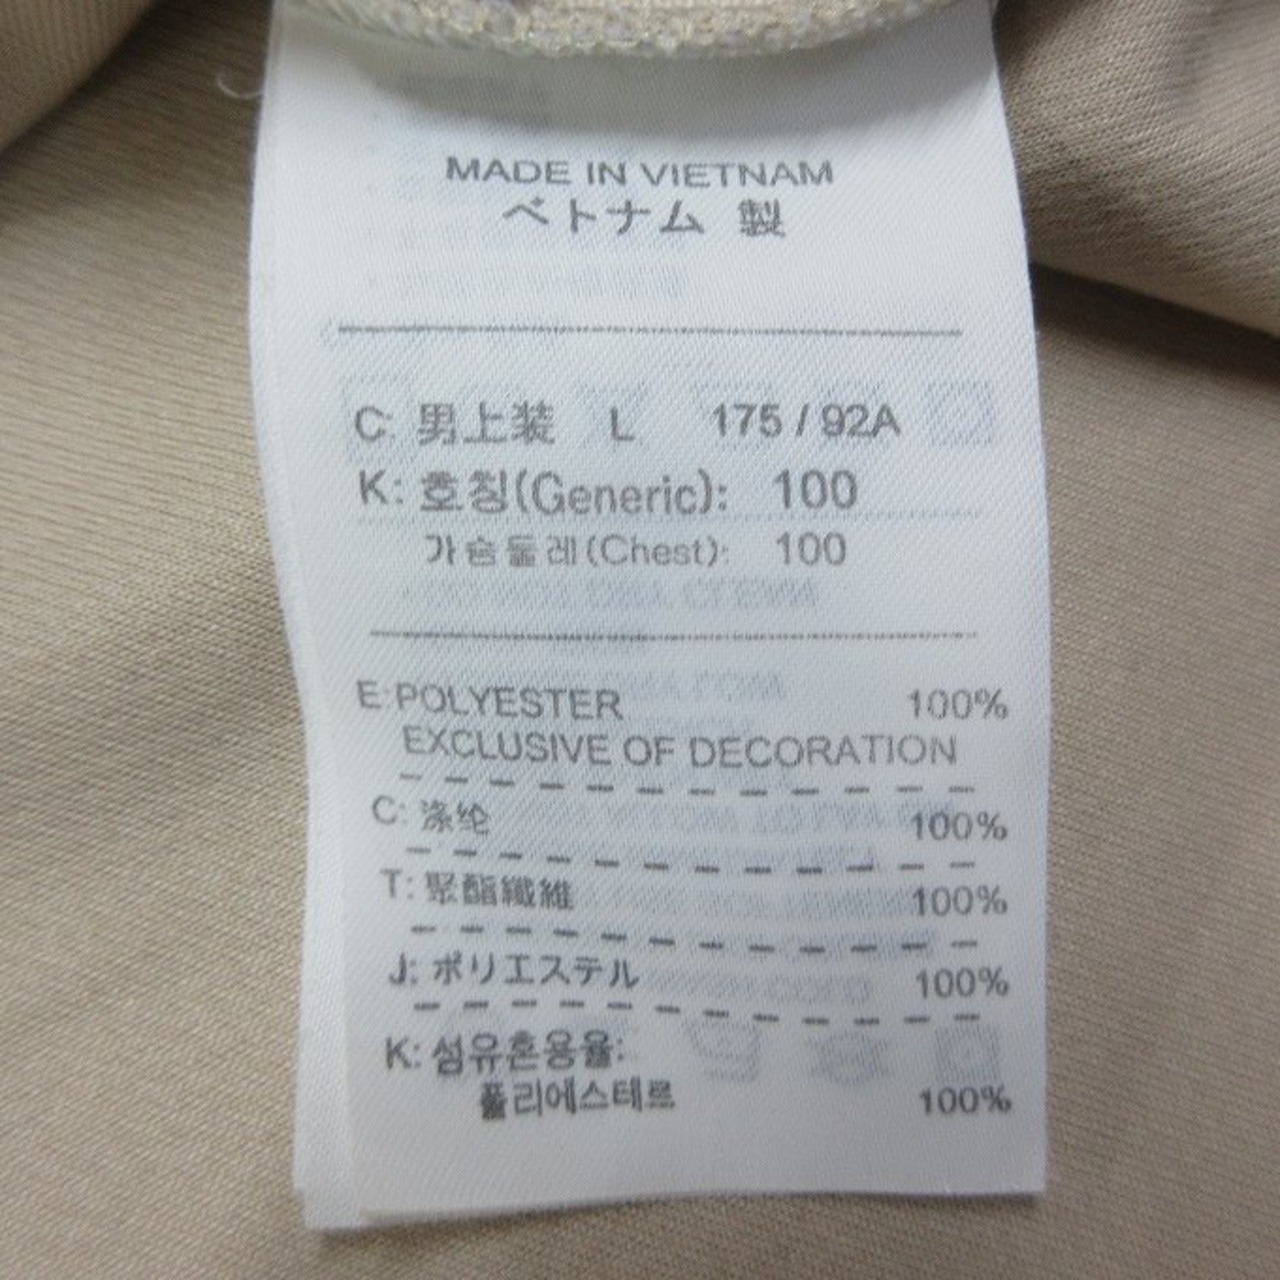 MADE IN VIETNAM
ベトナム 製
C: 男上装 L 175 / 92A
K: 호칭(Generic): 100
가슴둘레(Chest): 100
E:POLYESTER 100%
EXCLUSIVE OF DECORATION
C: 涤纶 100%
T: 聚酯纖維 100%
J: ポリエステル 100%
K: 섬유혼용율:
폴리에스테르 100%